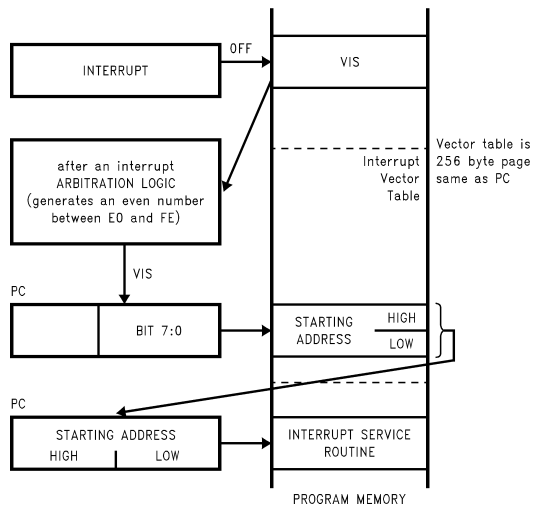 OFF
INTERRUPT
VIS
after an interrupt
ARBITRATION LOGIC
(generates an even number
between E0 and FE)
Interrupt
Vector
Table
Vector table is
256 byte page
same as PC
VIS
PC
BIT 7:0
STARTING
ADDRESS
HIGH
LOW
PC
STARTING ADDRESS
HIGH
LOW
INTERRUPT SERVICE
ROUTINE
PROGRAM MEMORY